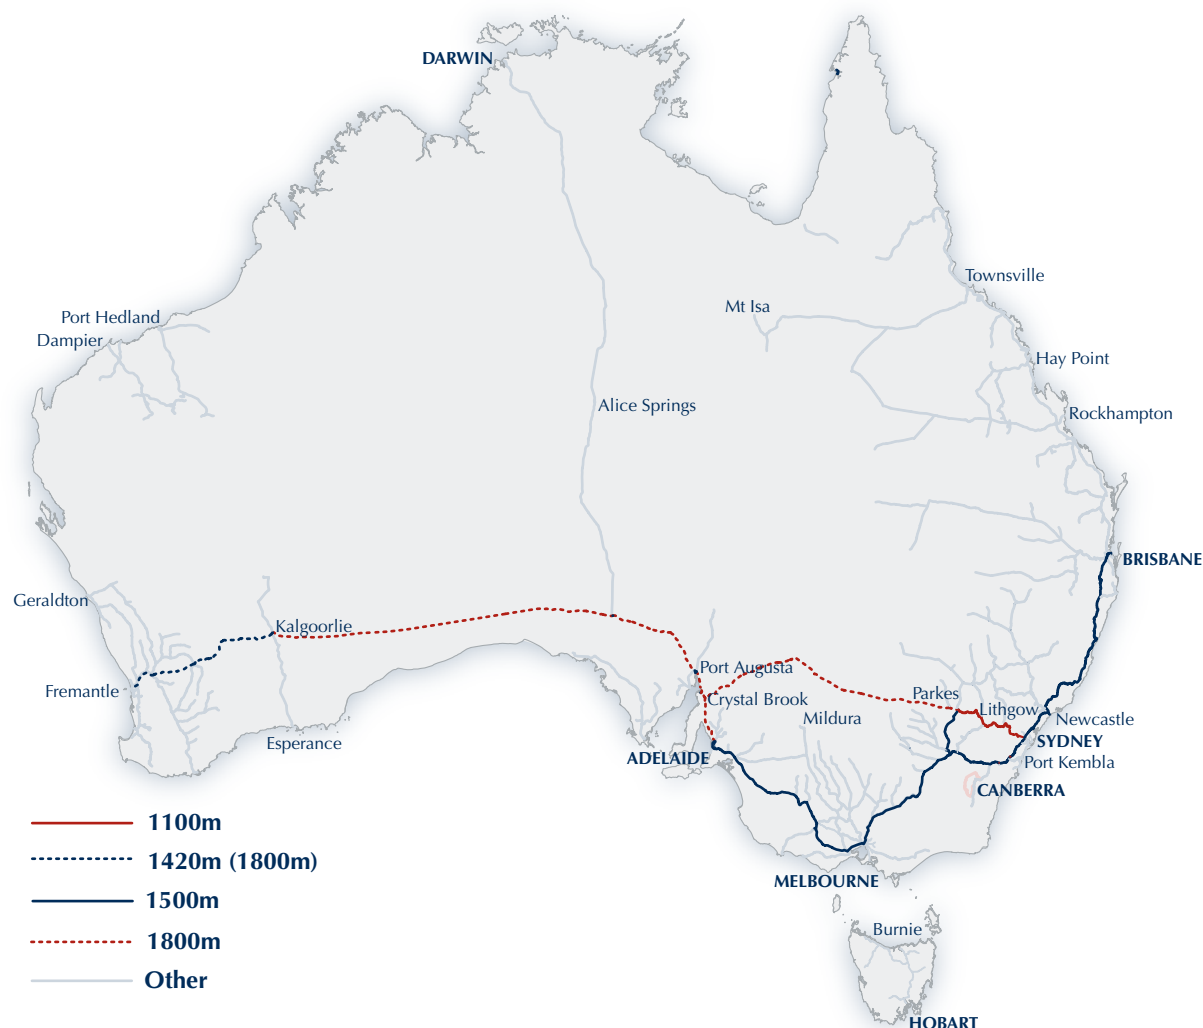 DARWIN
Townsville
Mt Isa
Port Hedland
Dampier
Hay Point
Alice Springs
Rockhampton
BRISBANE
Geraldton
Kalgoorlie
Port Augusta
Fremantle
Parkes
Crystal Brook
Lithgow
Mildura
Newcastle
Esperance
SYDNEY
ADELAIDE
Port Kembla
CANBERRA
1100m
1420m (1800m)
MELBOURNE
1500m
Burnie
1800m
Other
HOBART